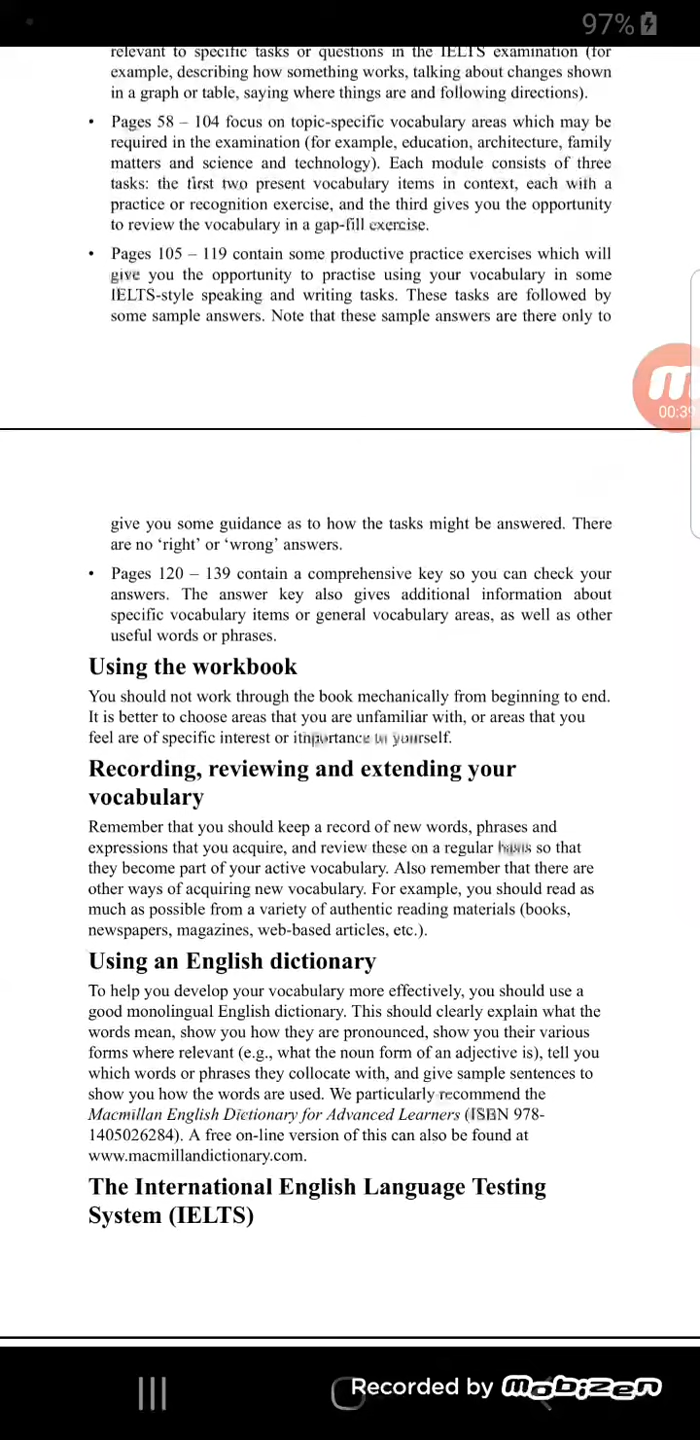 97%
relevant to specific tasks or questions in the IELTS examination (for
example, describing how something works, talking about changes shown
in a graph or table, saying where things are and following directions).
• Pages 58 – 104 focus on topic-specific vocabulary areas which may be
required in the examination (for example, education, architecture, family
matters and science and technology). Each module consists of three
tasks: the first two present vocabulary items in context, each with a
practice or recognition exercise, and the third gives you the opportunity
to review the vocabulary in a gap-fill exercise.
• Pages 105 – 119 contain some productive practice exercises which will
give you the opportunity to practise using your vocabulary in some
IELTS-style speaking and writing tasks. These tasks are followed by
some sample answers. Note that these sample answers are there only to
00:39
give you some guidance as to how the tasks might be answered. There
are no ‘right’ or ‘wrong’ answers.
• Pages 120 – 139 contain a comprehensive key so you can check your
answers. The answer key also gives additional information about
specific vocabulary items or general vocabulary areas, as well as other
useful words or phrases.
Using the workbook
You should not work through the book mechanically from beginning to end.
It is better to choose areas that you are unfamiliar with, or areas that you
feel are of specific interest or importance to yourself.
Recording, reviewing and extending your
vocabulary
Remember that you should keep a record of new words, phrases and
expressions that you acquire, and review these on a regular basis so that
they become part of your active vocabulary. Also remember that there are
other ways of acquiring new vocabulary. For example, you should read as
much as possible from a variety of authentic reading materials (books,
newspapers, magazines, web-based articles, etc.).
Using an English dictionary
To help you develop your vocabulary more effectively, you should use a
good monolingual English dictionary. This should clearly explain what the
words mean, show you how they are pronounced, show you their various
forms where relevant (e.g., what the noun form of an adjective is), tell you
which words or phrases they collocate with, and give sample sentences to
show you how the words are used. We particularly recommend the
Macmillan English Dictionary for Advanced Learners (ISBN 978-
1405026284). A free on-line version of this can also be found at
www.macmillandictionary.com.
The International English Language Testing
System (IELTS)
Recorded by Mobizen